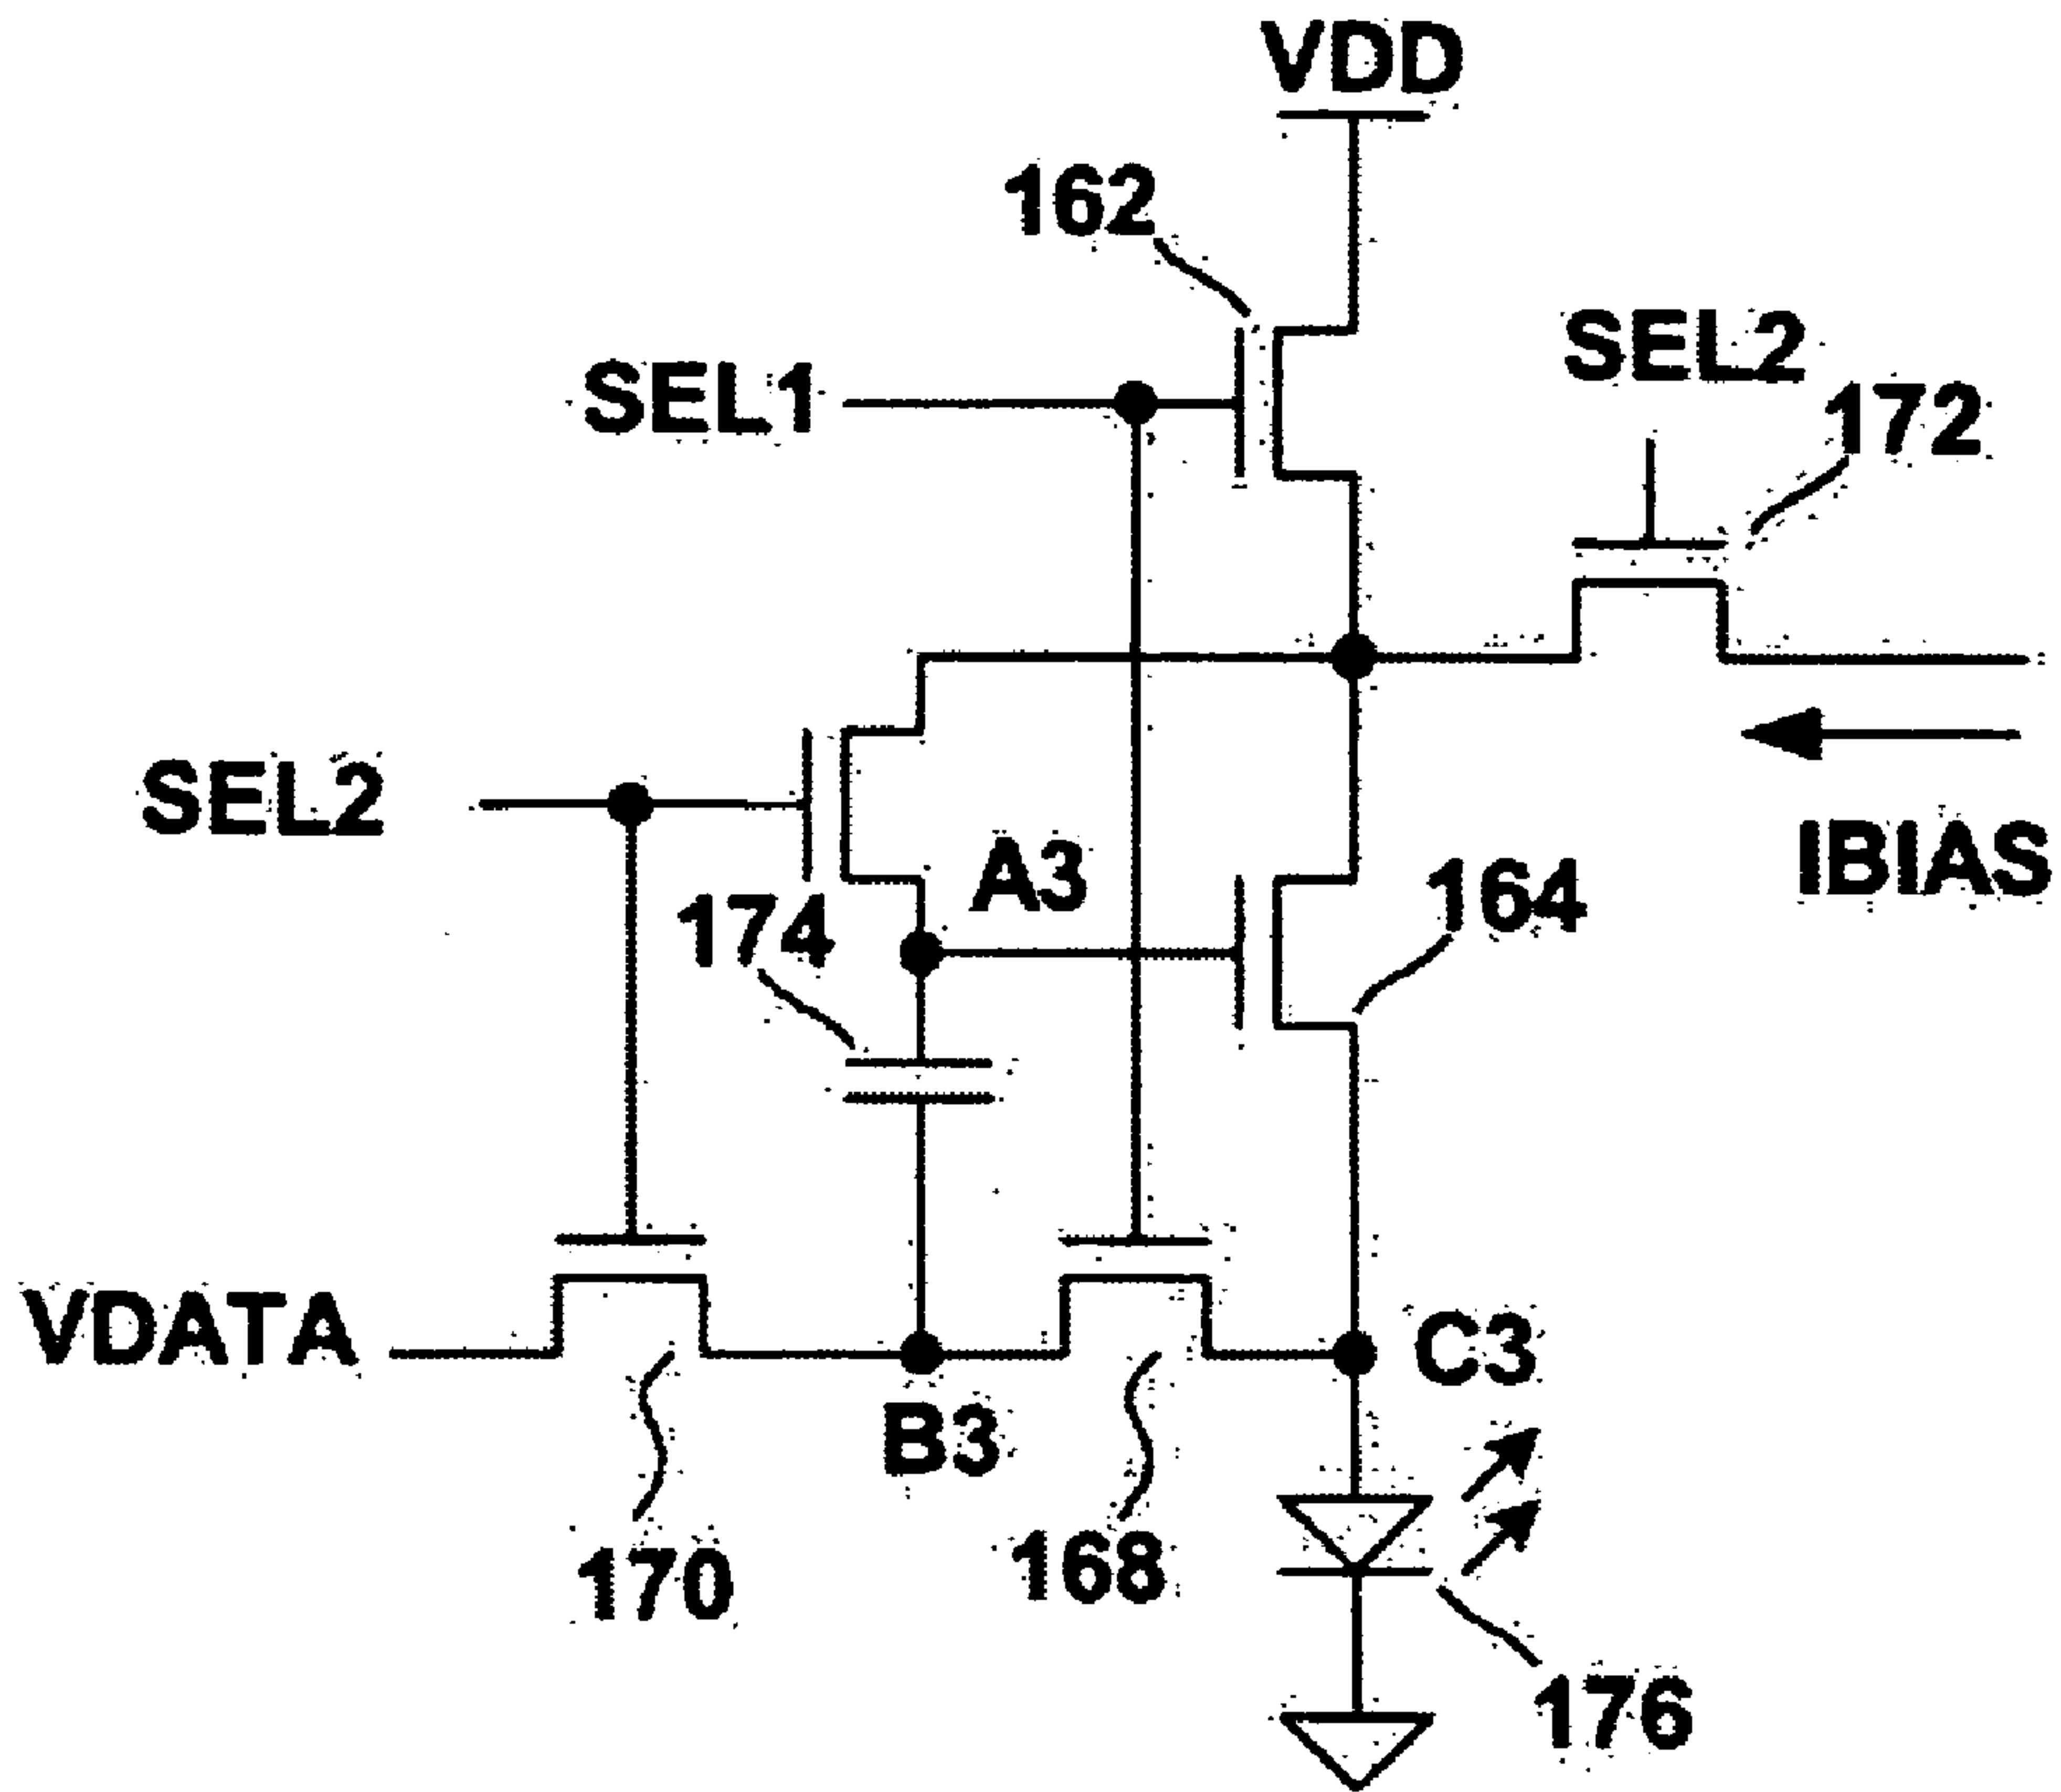 VDD
162
SEL1
SEL2
172
SEL2
A3
174
164
IBIAS
VDATA
B3
C3
170
168
176